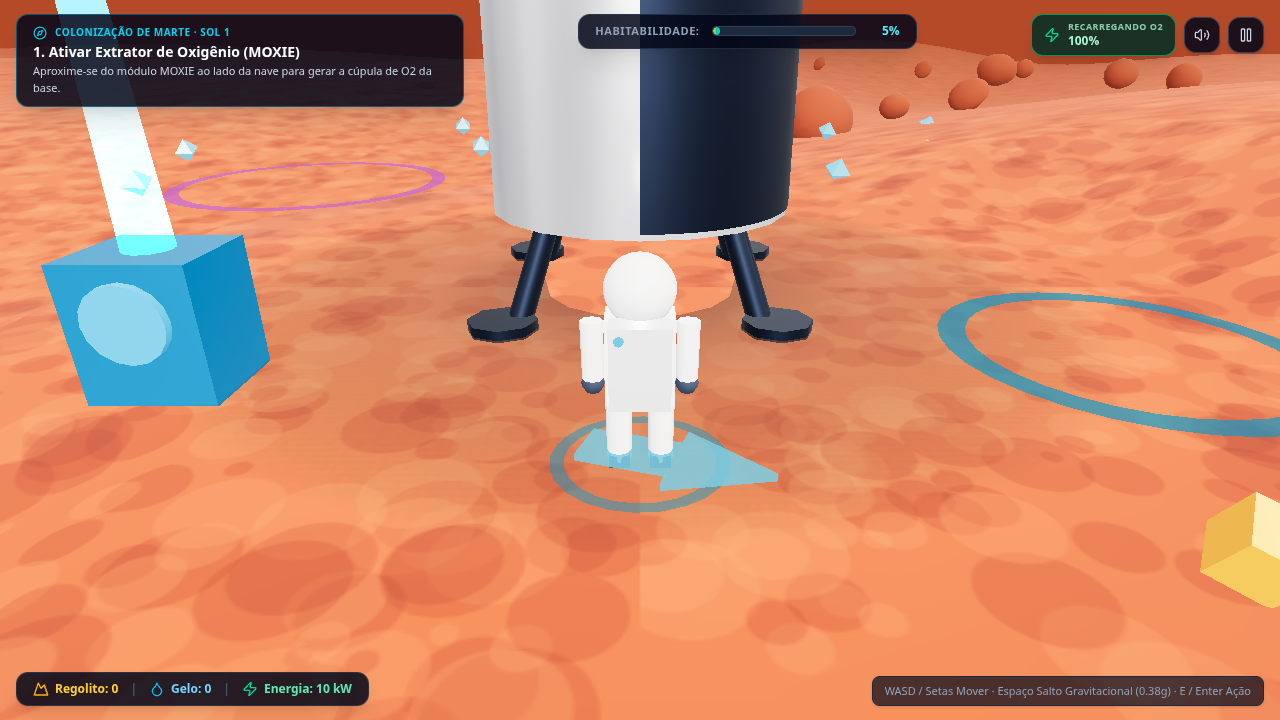 COLONIZAÇÃO DE MARTE · SOL 1
1. Ativar Extrator de Oxigênio (MOXIE)
Aproxime-se do módulo MOXIE ao lado da nave para gerar a cúpula de O2 da
base.
HABITABILIDADE: 5%
RECARREGANDO O2
100%
Regolito: 0 | Gelo: 0 | Energia: 10 kW
WASD / Setas Mover · Espaço Salto Gravitacional (0.38g) · E / Enter Ação